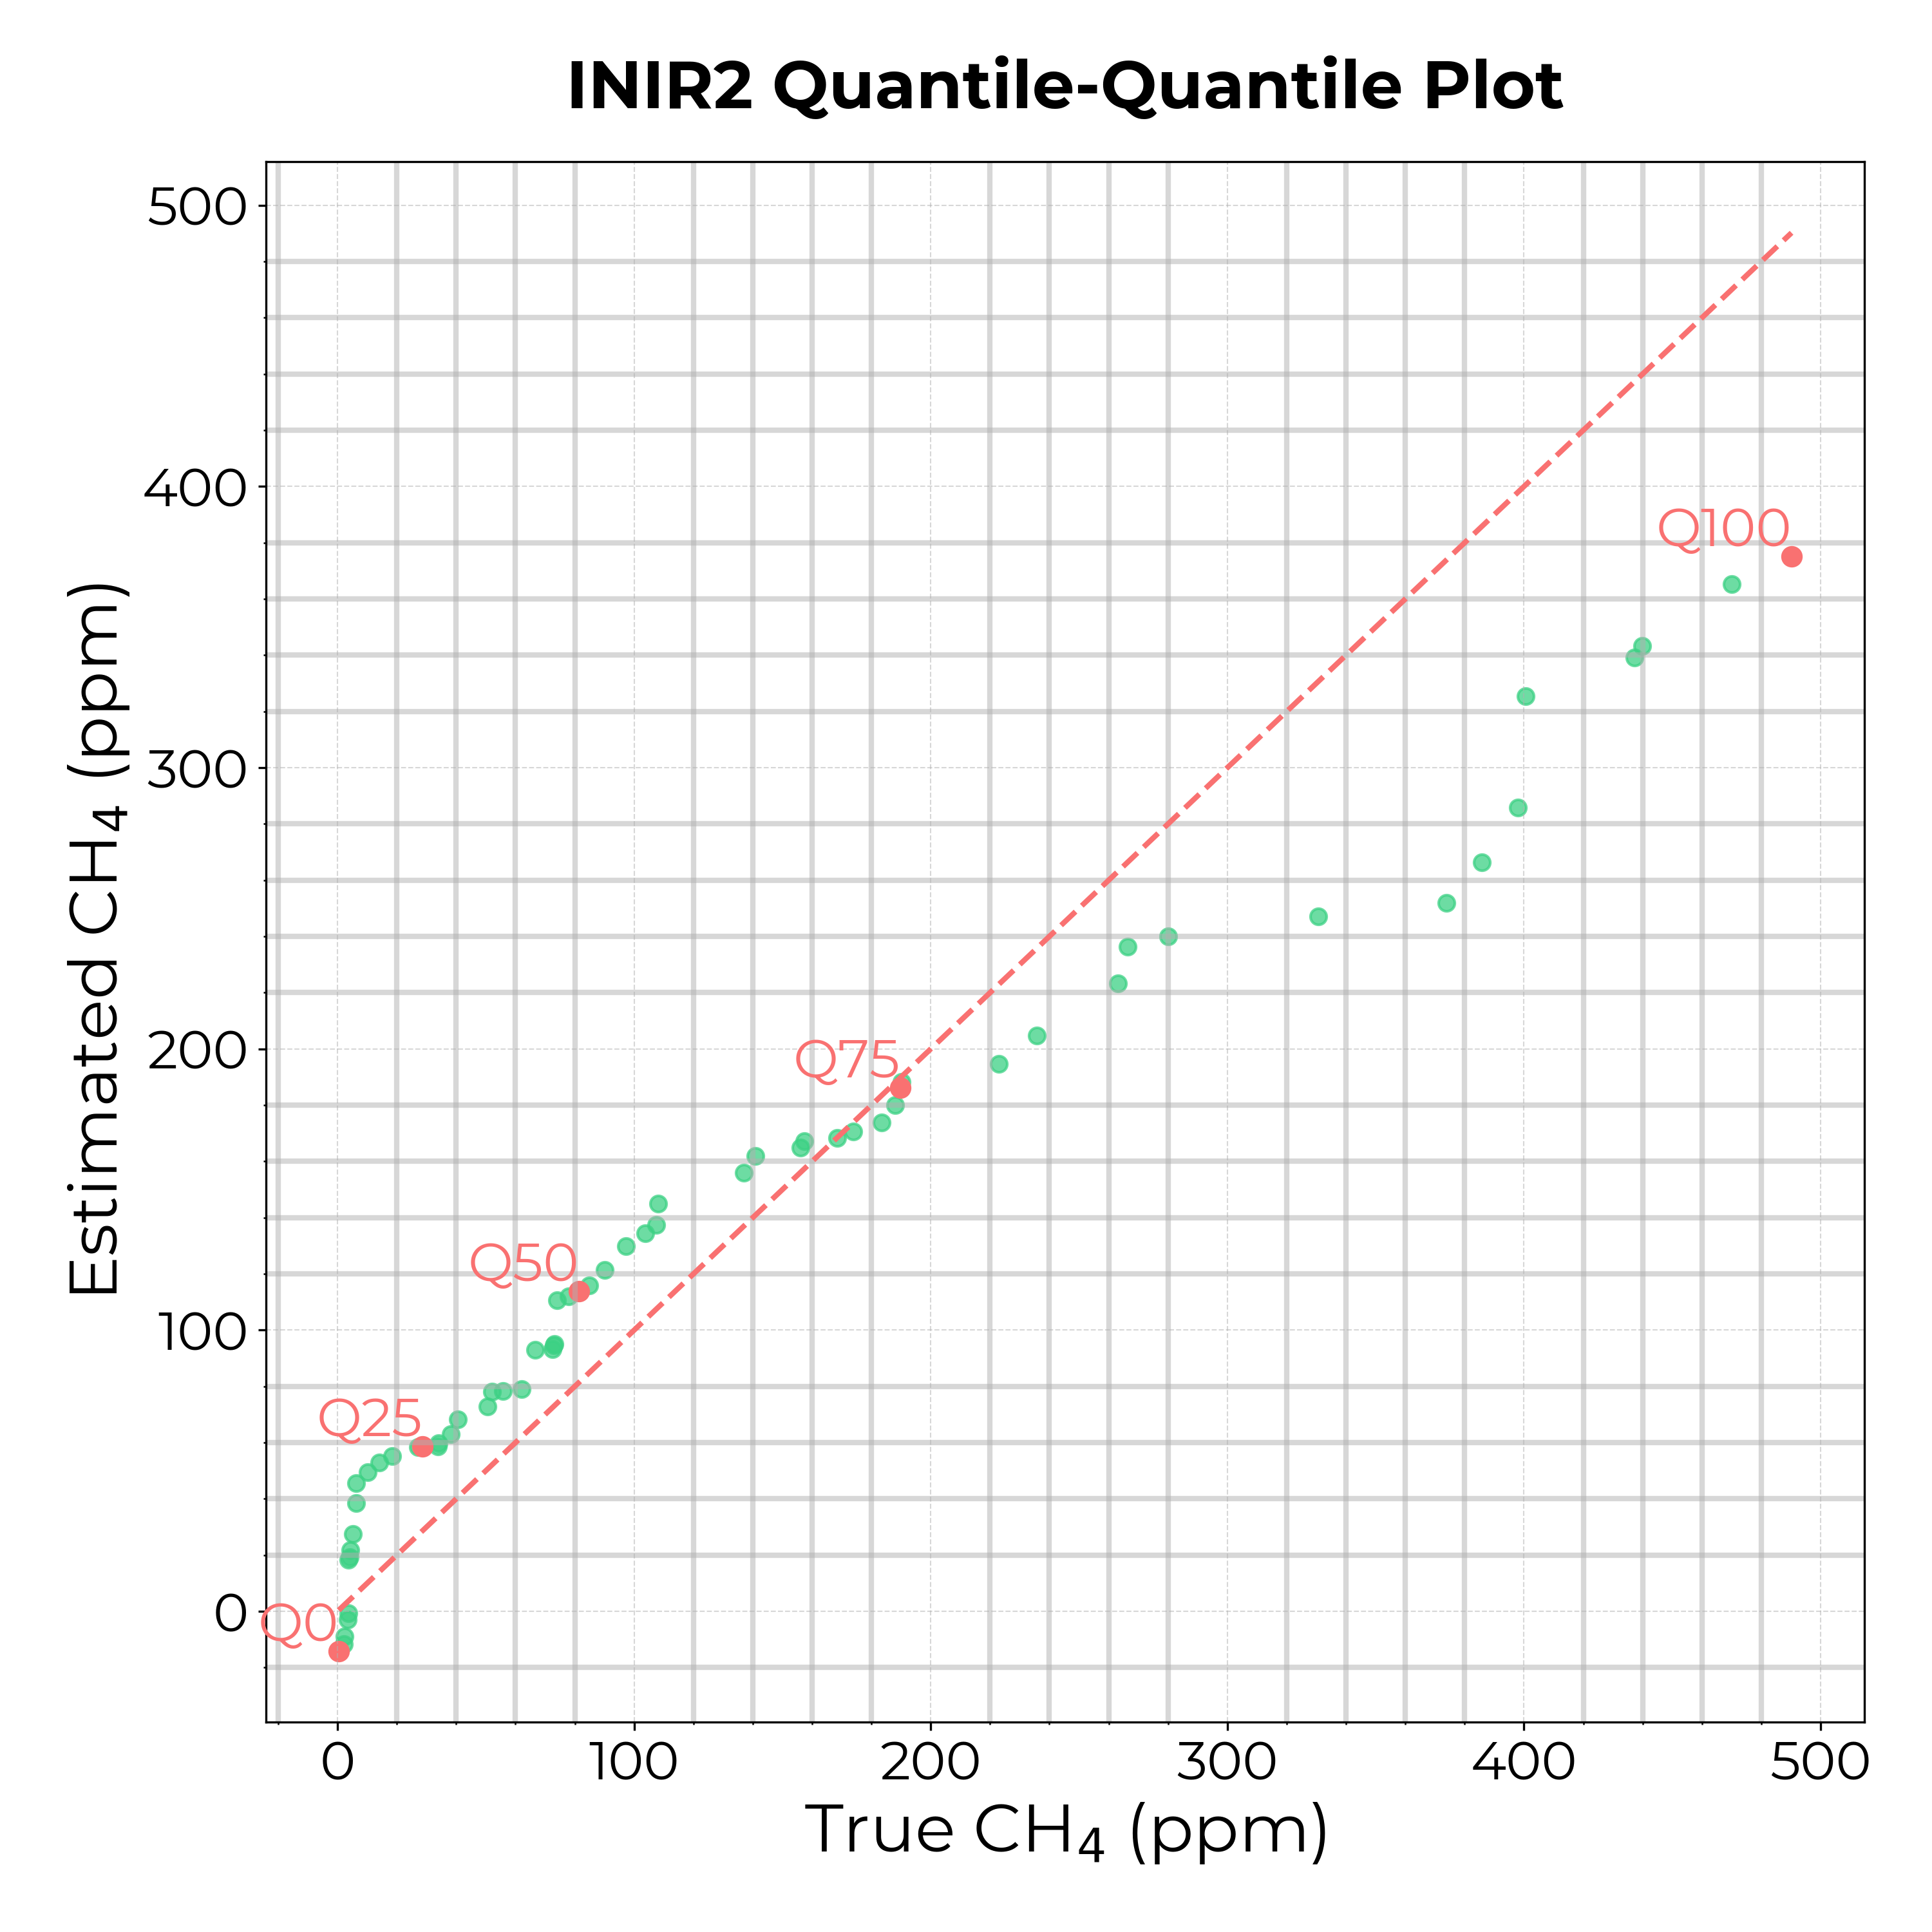 INIR2 Quantile-Quantile Plot
Estimated CH₄ (ppm)
500
400
300
200
100
0
Q100
Q75
Q50
Q25
Q0
0 100 200 300 400 500
True CH₄ (ppm)